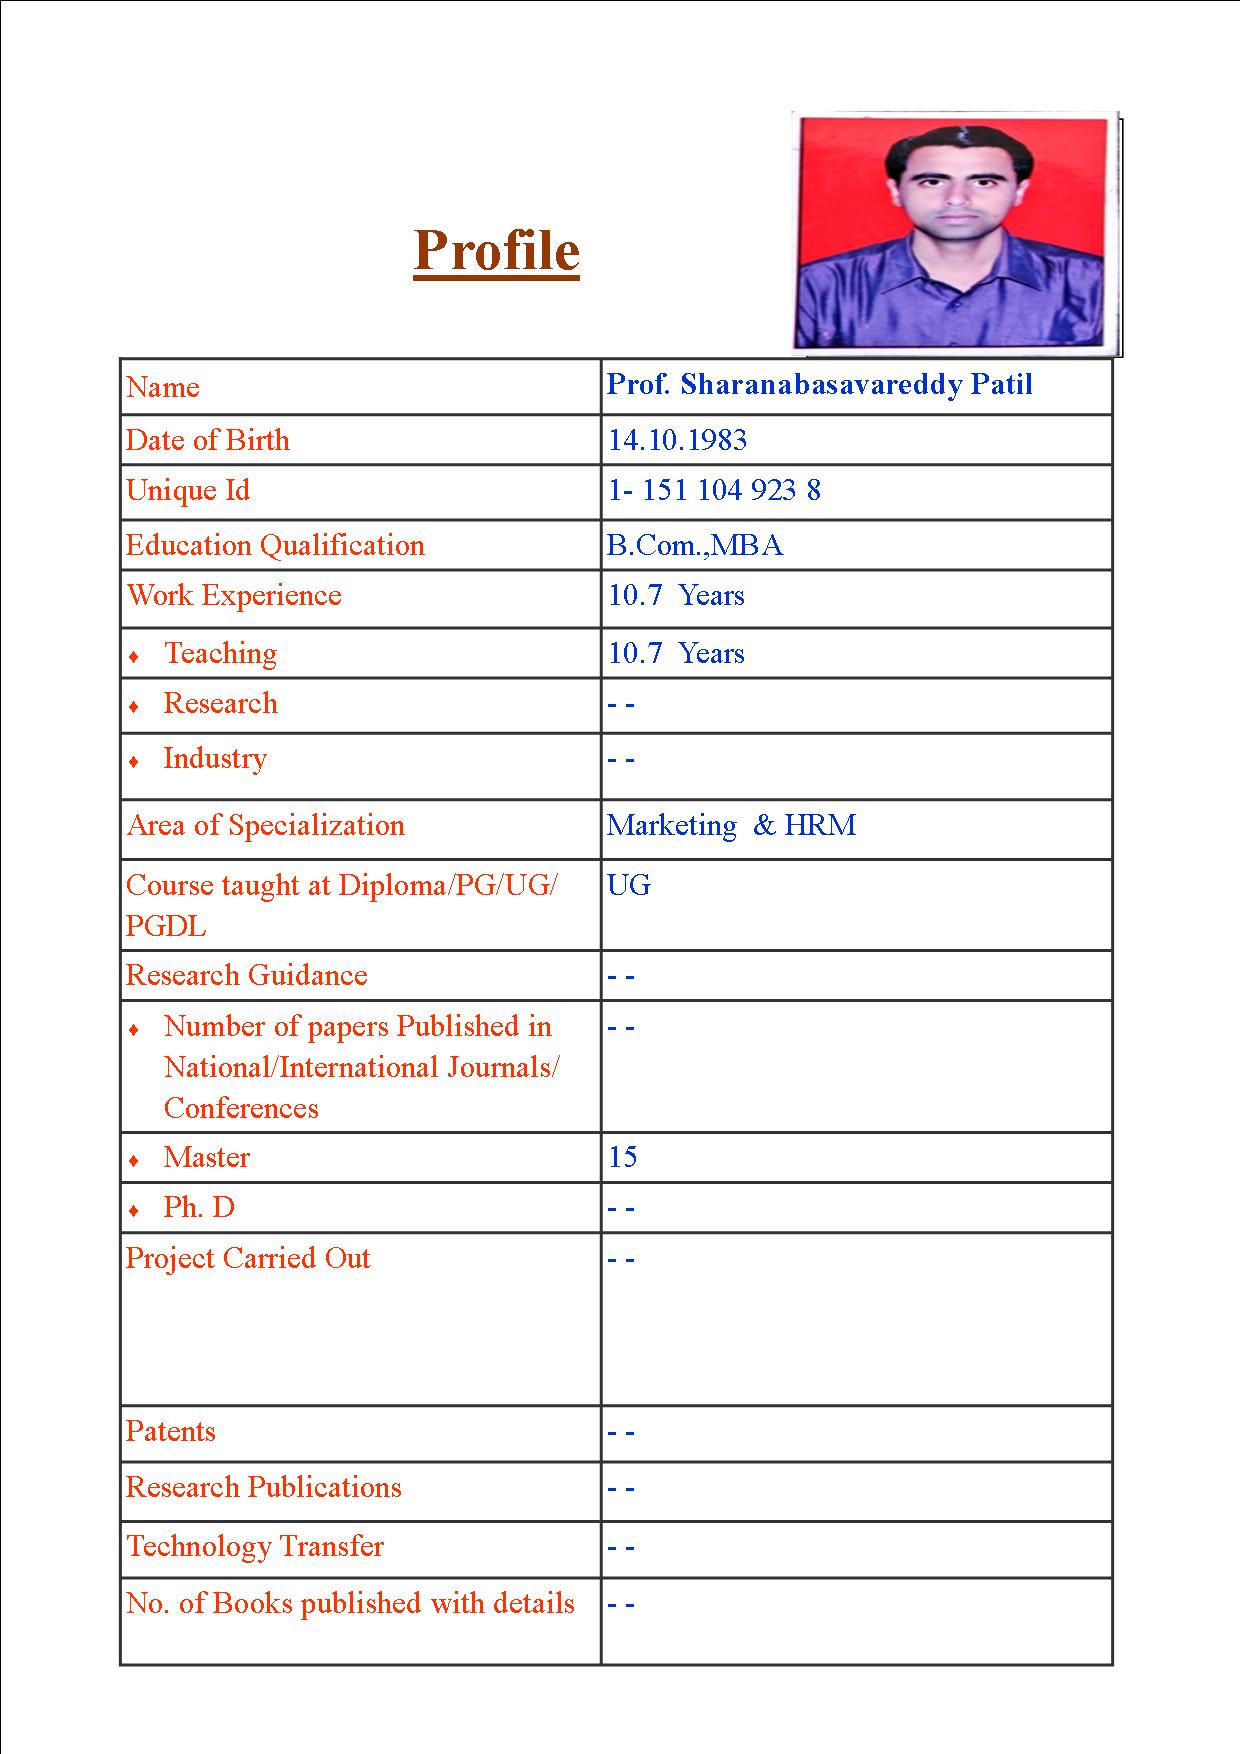 Profile
Name Prof. Sharanabasavareddy Patil
Date of Birth 14.10.1983
Unique Id 1- 151 104 923 8
Education Qualification B.Com.,MBA
Work Experience 10.7 Years
♦ Teaching 10.7 Years
♦ Research - -
♦ Industry - -
Area of Specialization Marketing & HRM
Course taught at Diploma/PG/UG/ UG
PGDL
Research Guidance - -
♦ Number of papers Published in - -
National/International Journals/
Conferences
♦ Master 15
♦ Ph. D - -
Project Carried Out - -
Patents - -
Research Publications - -
Technology Transfer - -
No. of Books published with details - -